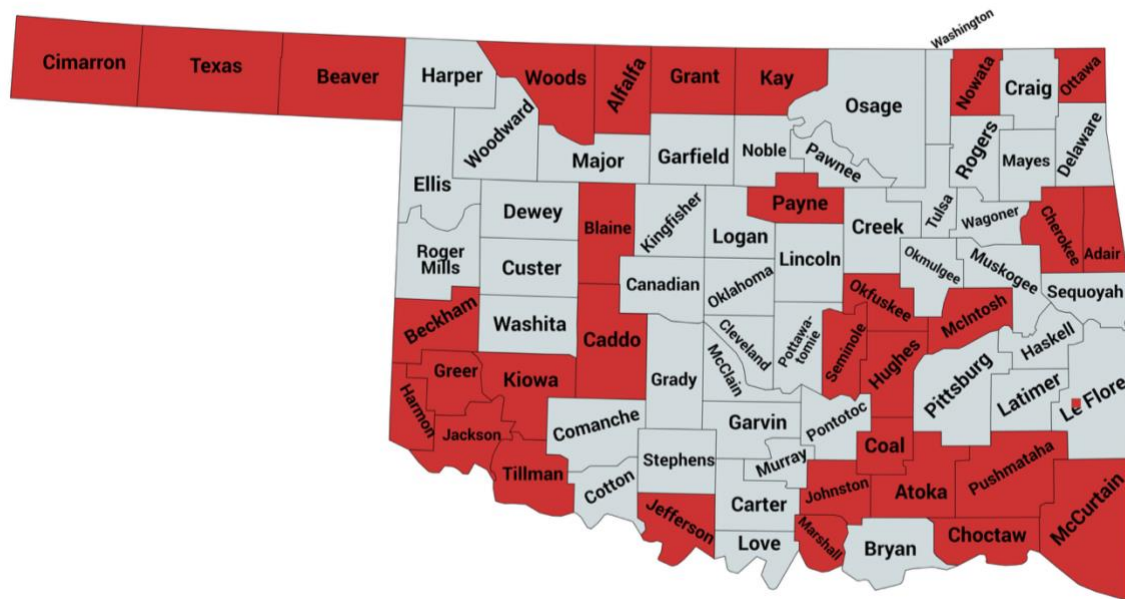 Washington
Cimarron
Texas
Beaver
Harper
Woods
Alfalfa
Grant
Kay
Osage
Nowata
Craig
Ottawa
Woodward
Major
Garfield
Noble
Pawnee
Rogers
Mayes
Delaware
Ellis
Dewey
Blaine
Kingfisher
Logan
Payne
Creek
Tulsa
Wagoner
Cherokee
Adair
Roger
Mills
Custer
Canadian
Oklahoma
Lincoln
Okmulgee
Muskogee
Sequoyah
Beckham
Washita
Caddo
Grady
Cleveland
McClain
Pottawa-
tomie
Seminole
Okfuskee
Hughes
McIntosh
Haskell
Pittsburg
Latimer
Le Flore
Greer
Kiowa
Harmon
Jackson
Tillman
Comanche
Cotton
Stephens
Garvin
Murray
Pontotoc
Coal
Pushmataha
McCurtain
Jefferson
Carter
Love
Johnston
Marshall
Atoka
Bryan
Choctaw